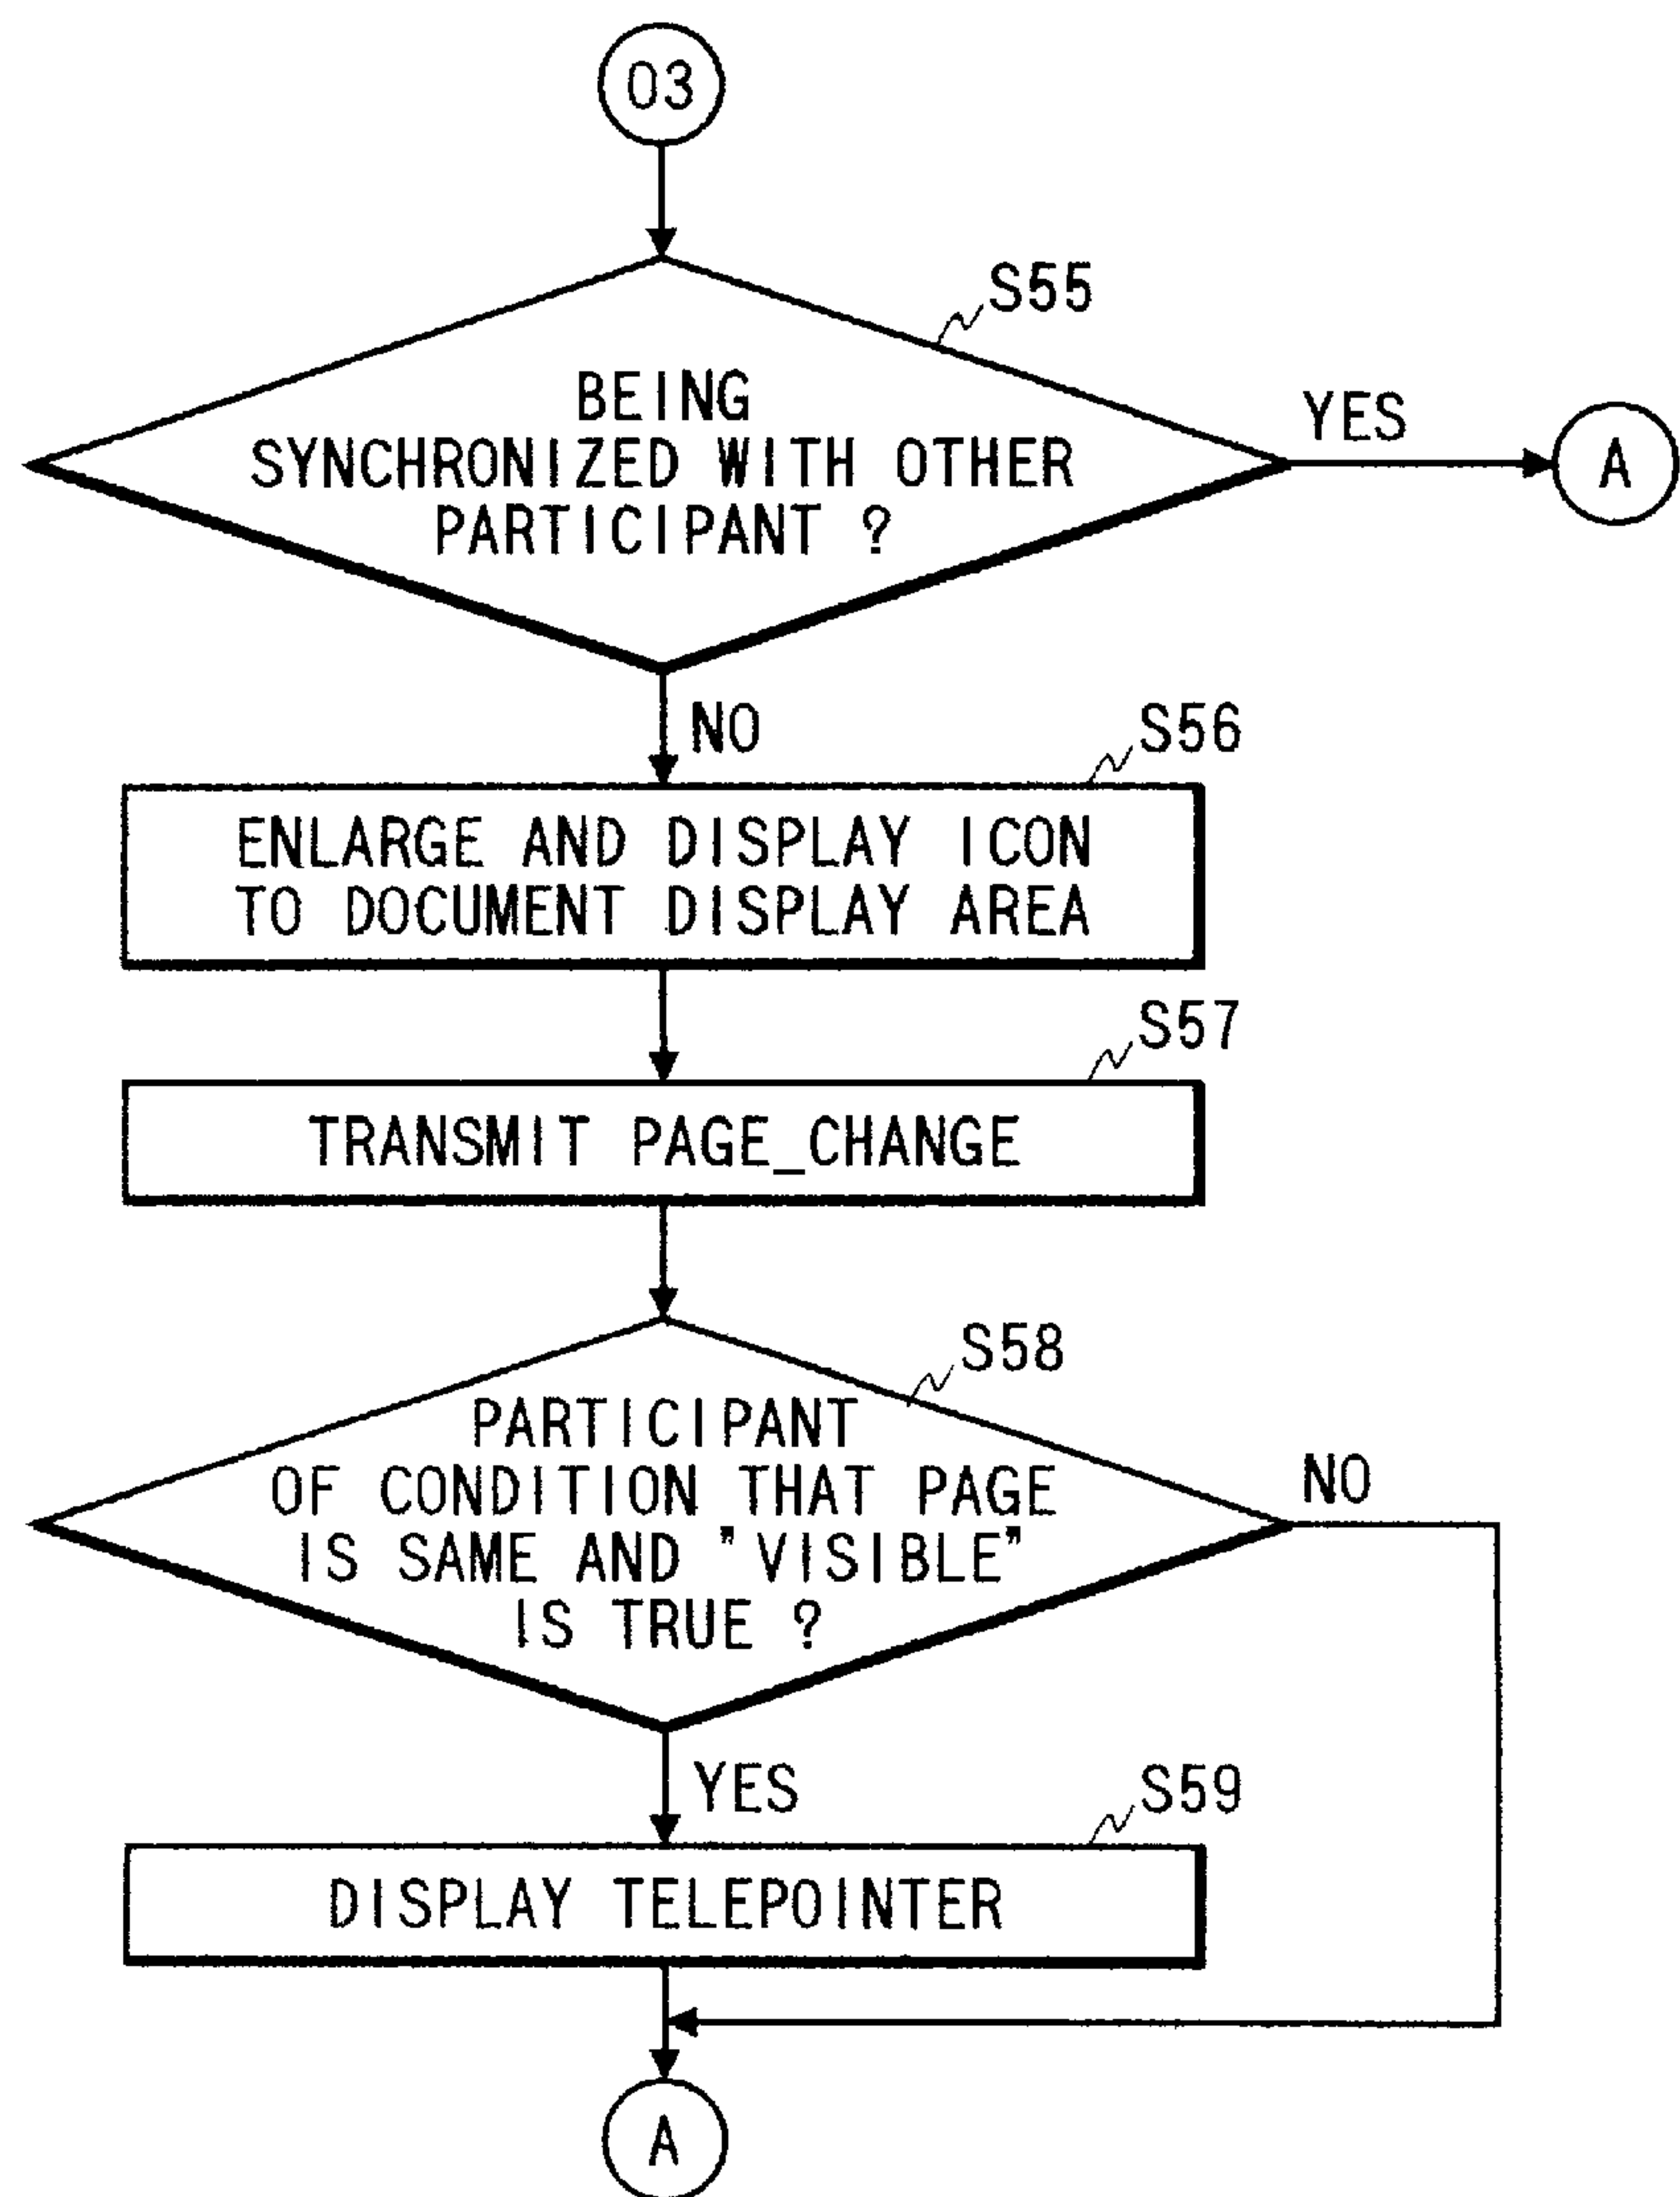 03
S55
BEING
SYNCHRONIZED WITH OTHER
PARTICIPANT ?
YES
A
NO
S56
ENLARGE AND DISPLAY ICON
TO DOCUMENT DISPLAY AREA
S57
TRANSMIT PAGE_CHANGE
S58
PARTICIPANT
OF CONDITION THAT PAGE
IS SAME AND "VISIBLE"
IS TRUE ?
NO
YES
S59
DISPLAY TELEPOINTER
A